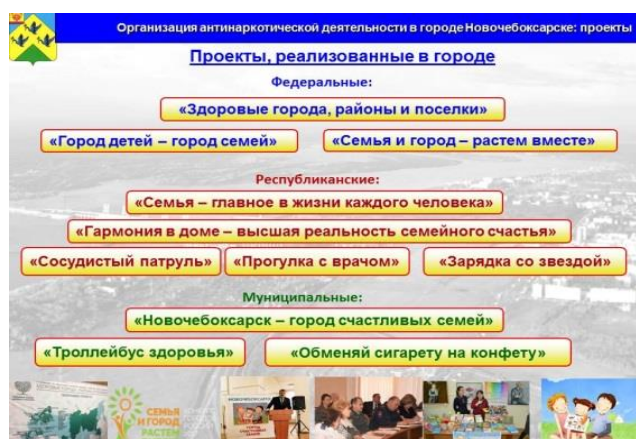 Организация антинаркотической деятельности в городе Новочебоксарске: проекты
Проекты, реализованные в городе
Федеральные:
«Здоровые города, районы и поселки»
«Город детей – город семей» «Семья и город – растем вместе»
Республиканские:
«Семья – главное в жизни каждого человека»
«Гармония в доме – высшая реальность семейного счастья»
«Сосудистый патруль» «Прогулка с врачом» «Зарядка со звездой»
Муниципальные:
«Новочебоксарск – город счастливых семей»
«Троллейбус здоровья» «Обменяй сигарету на конфету»
СЕМЬЯ
И ГОРОД
РАСТЕМ